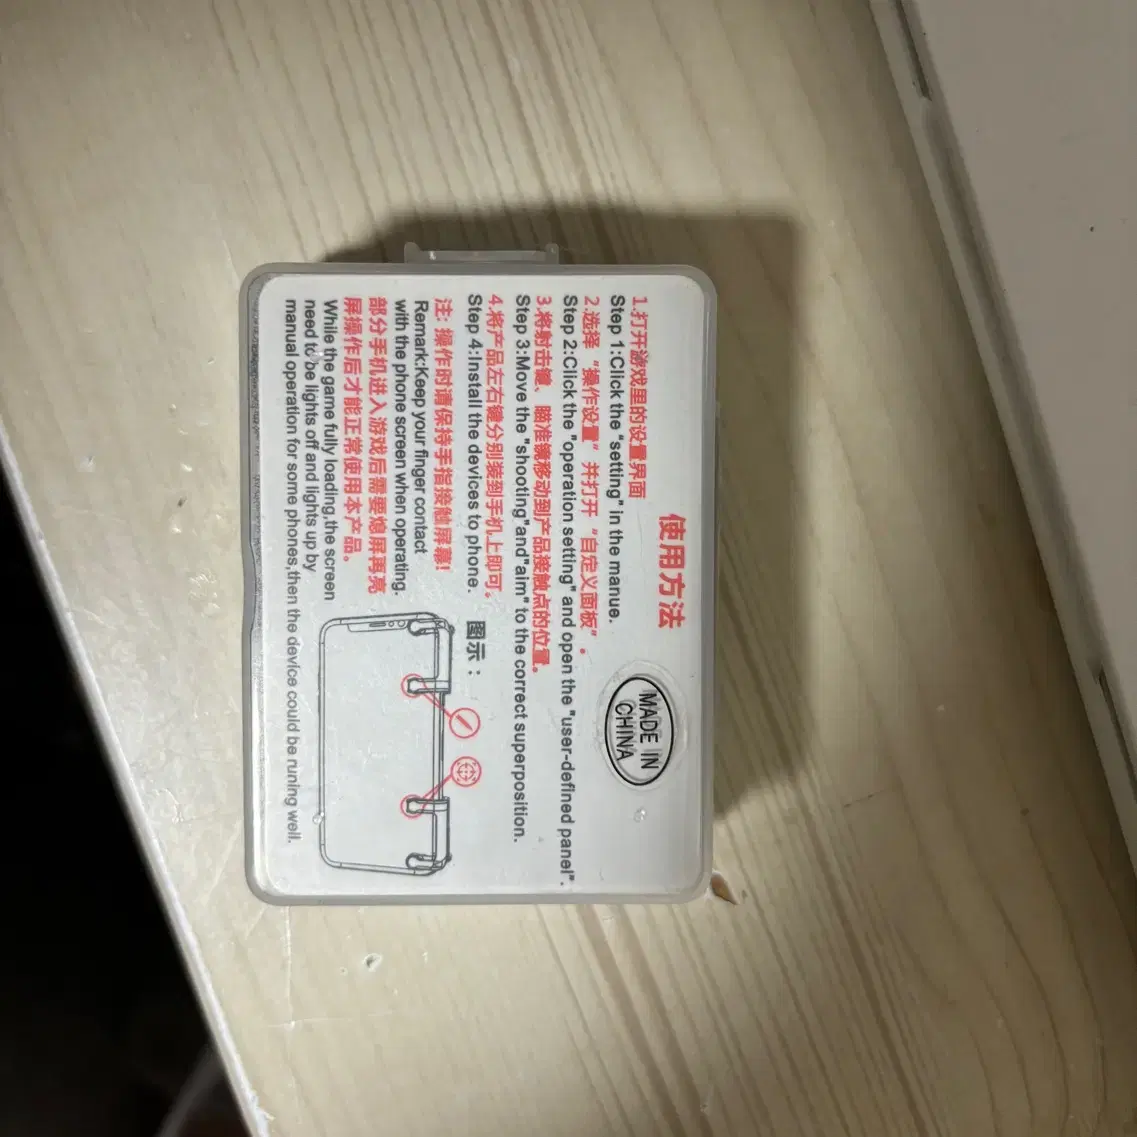 使用方法
MADE IN
CHINA
1.打开游戏里的设置界面
Step 1:Click the "setting" in the manue.
2.选择“操作设置”并打开“自定义面板”。
Step 2:Click the "operation setting" and open the "user-defined panel".
3.将射击键、瞄准镜移动到产品接触点的位置。
Step 3:Move the "shooting"and"aim" to the correct superposition.
4.将产品左右键分别装到手机上即可。
Step 4:Install the devices to phone.
注: 操作时请保持手指接触屏幕!
Remark:Keep your finger contact
with the phone screen when operating.
部分手机进入游戏后需要熄屏再亮
屏操作后才能正常使用本产品。
While the game fully loading,the screen
need to be lights off and lights up by
manual operation for some phones,then the device could be runing well.
图示：